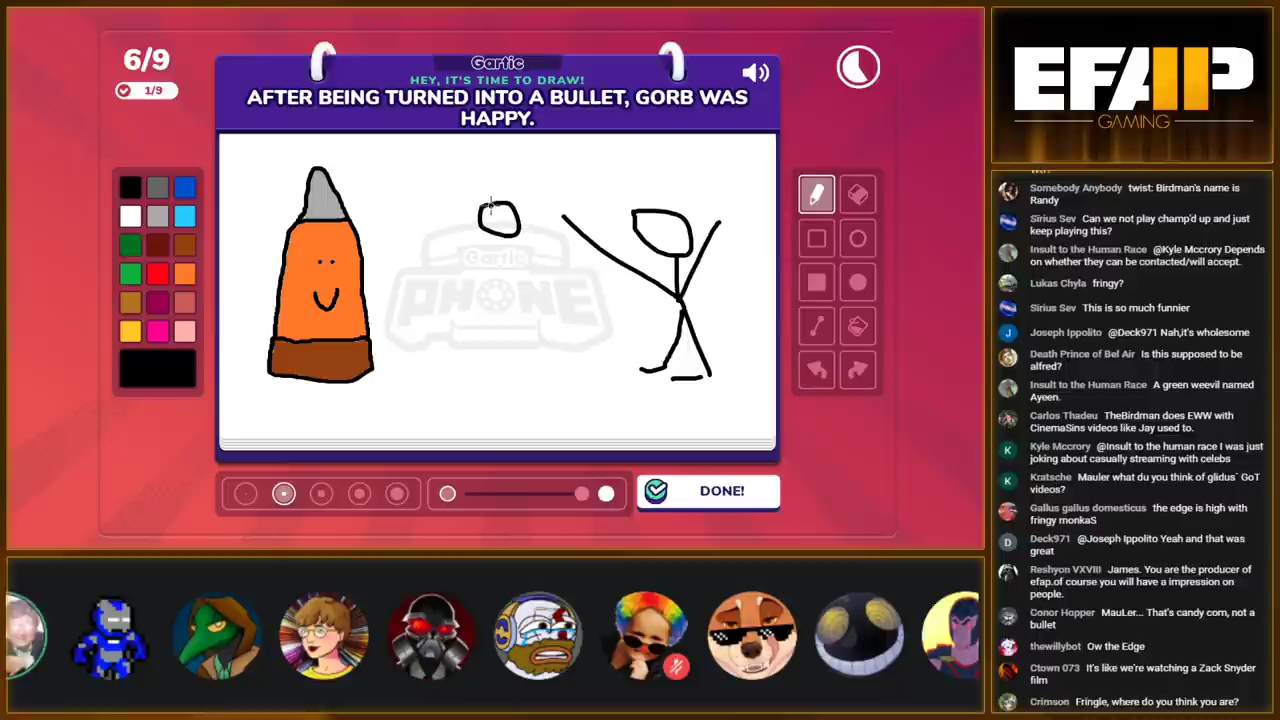 6/9
1/9
Gartic
HEY, IT'S TIME TO DRAW!
AFTER BEING TURNED INTO A BULLET, GORB WAS
HAPPY.
Gartic
PHONE
DONE!
EFAP
GAMING
Somebody Anybody twist: Birdman's name is
Randy
Sïrius Sev Can we not play champ'd up and just
keep playing this?
Insult to the Human Race @Kyle Mccrory Depends
on whether they can be contacted/will accept.
Lukas Chyla fringy?
Sïrius Sev This is so much funnier
J
Joseph Ippolito @Deck971 Nah,it's wholesome
Death Prince of Bel Air Is this supposed to be
alfred?
Insult to the Human Race A green weevil named
Ayeen.
Carlos Thadeu TheBirdman does EWW with
CinemaSins videos like Jay used to.
K
Kyle Mccrory @Insult to the human race I was just
joking about casually streaming with celebs
K
Kratsche Mauler what do you think of glidus´ GoT
videos?
Gallus gallus domesticus the edge is high with
fringy monkaS
D
Deck971 @Joseph Ippolito Yeah and that was
great
Reshyon VXVIII James. You are the producer of
efap.of course you will have a impression on
people.
Conor Hopper MauLer... That's candy corn, not a
bullet
thewillybot Ow the Edge
Ctown 073 It's like we're watching a Zack Snyder
film
Crimson Fringle, where do you think you are?